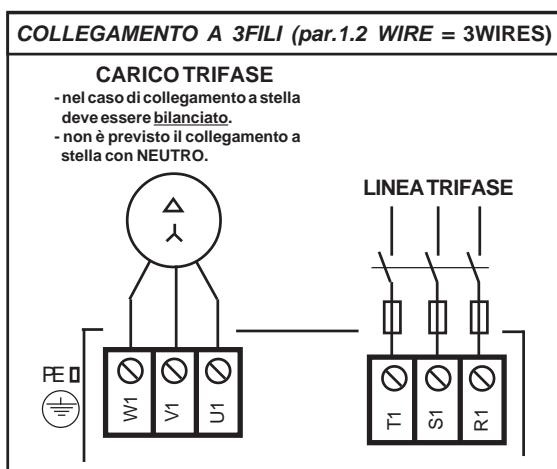 COLLEGAMENTO A 3FILI (par.1.2 WIRE = 3WIRES)
CARICO TRIFASE
- nel caso di collegamento a stella
deve essere bilanciato.
- non è previsto il collegamento a
stella con NEUTRO.
LINEA TRIFASE
PE
W1 V1 U1
T1 S1 R1